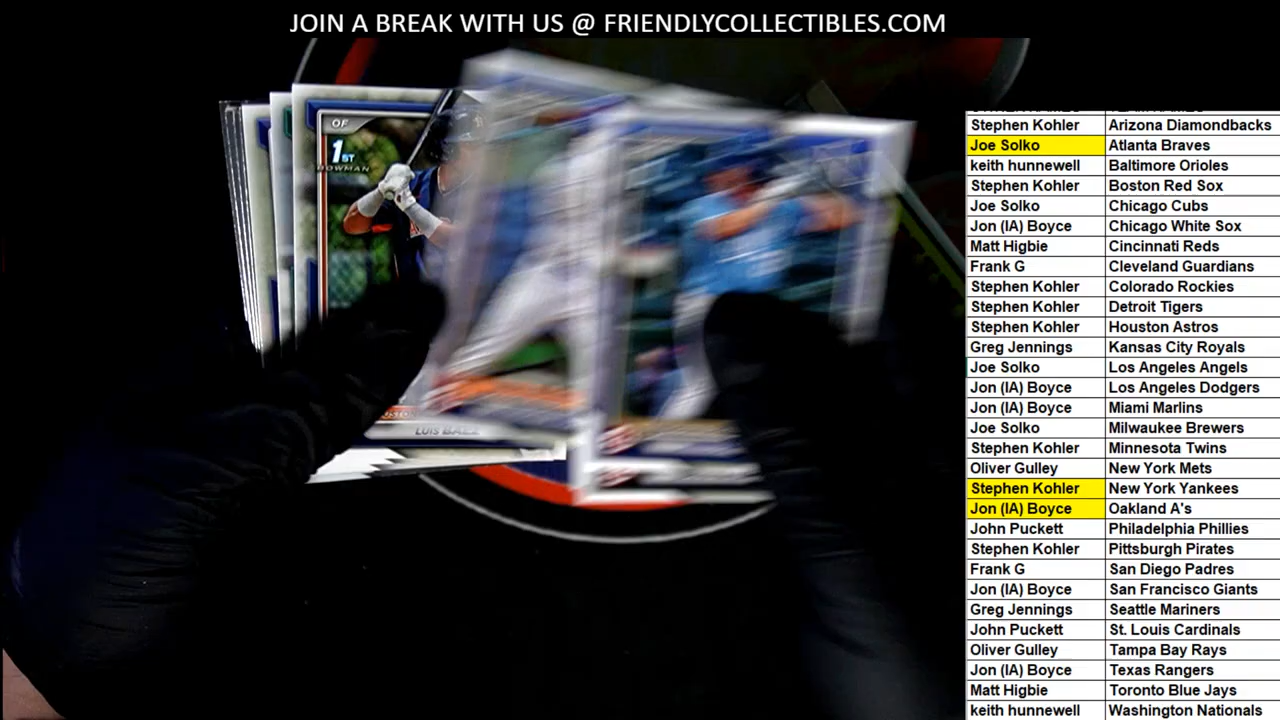 JOIN A BREAK WITH US @ FRIENDLYCOLLECTIBLES.COM
OF
1ST
BOWMAN
LUIS BAEZ
Stephen Kohler Arizona Diamondbacks
Joe Solko Atlanta Braves
keith hunnewell Baltimore Orioles
Stephen Kohler Boston Red Sox
Joe Solko Chicago Cubs
Jon (IA) Boyce Chicago White Sox
Matt Higbie Cincinnati Reds
Frank G Cleveland Guardians
Stephen Kohler Colorado Rockies
Stephen Kohler Detroit Tigers
Stephen Kohler Houston Astros
Greg Jennings Kansas City Royals
Joe Solko Los Angeles Angels
Jon (IA) Boyce Los Angeles Dodgers
Jon (IA) Boyce Miami Marlins
Joe Solko Milwaukee Brewers
Stephen Kohler Minnesota Twins
Oliver Gulley New York Mets
Stephen Kohler New York Yankees
Jon (IA) Boyce Oakland A's
John Puckett Philadelphia Phillies
Stephen Kohler Pittsburgh Pirates
Frank G San Diego Padres
Jon (IA) Boyce San Francisco Giants
Greg Jennings Seattle Mariners
John Puckett St. Louis Cardinals
Oliver Gulley Tampa Bay Rays
Jon (IA) Boyce Texas Rangers
Matt Higbie Toronto Blue Jays
keith hunnewell Washington Nationals